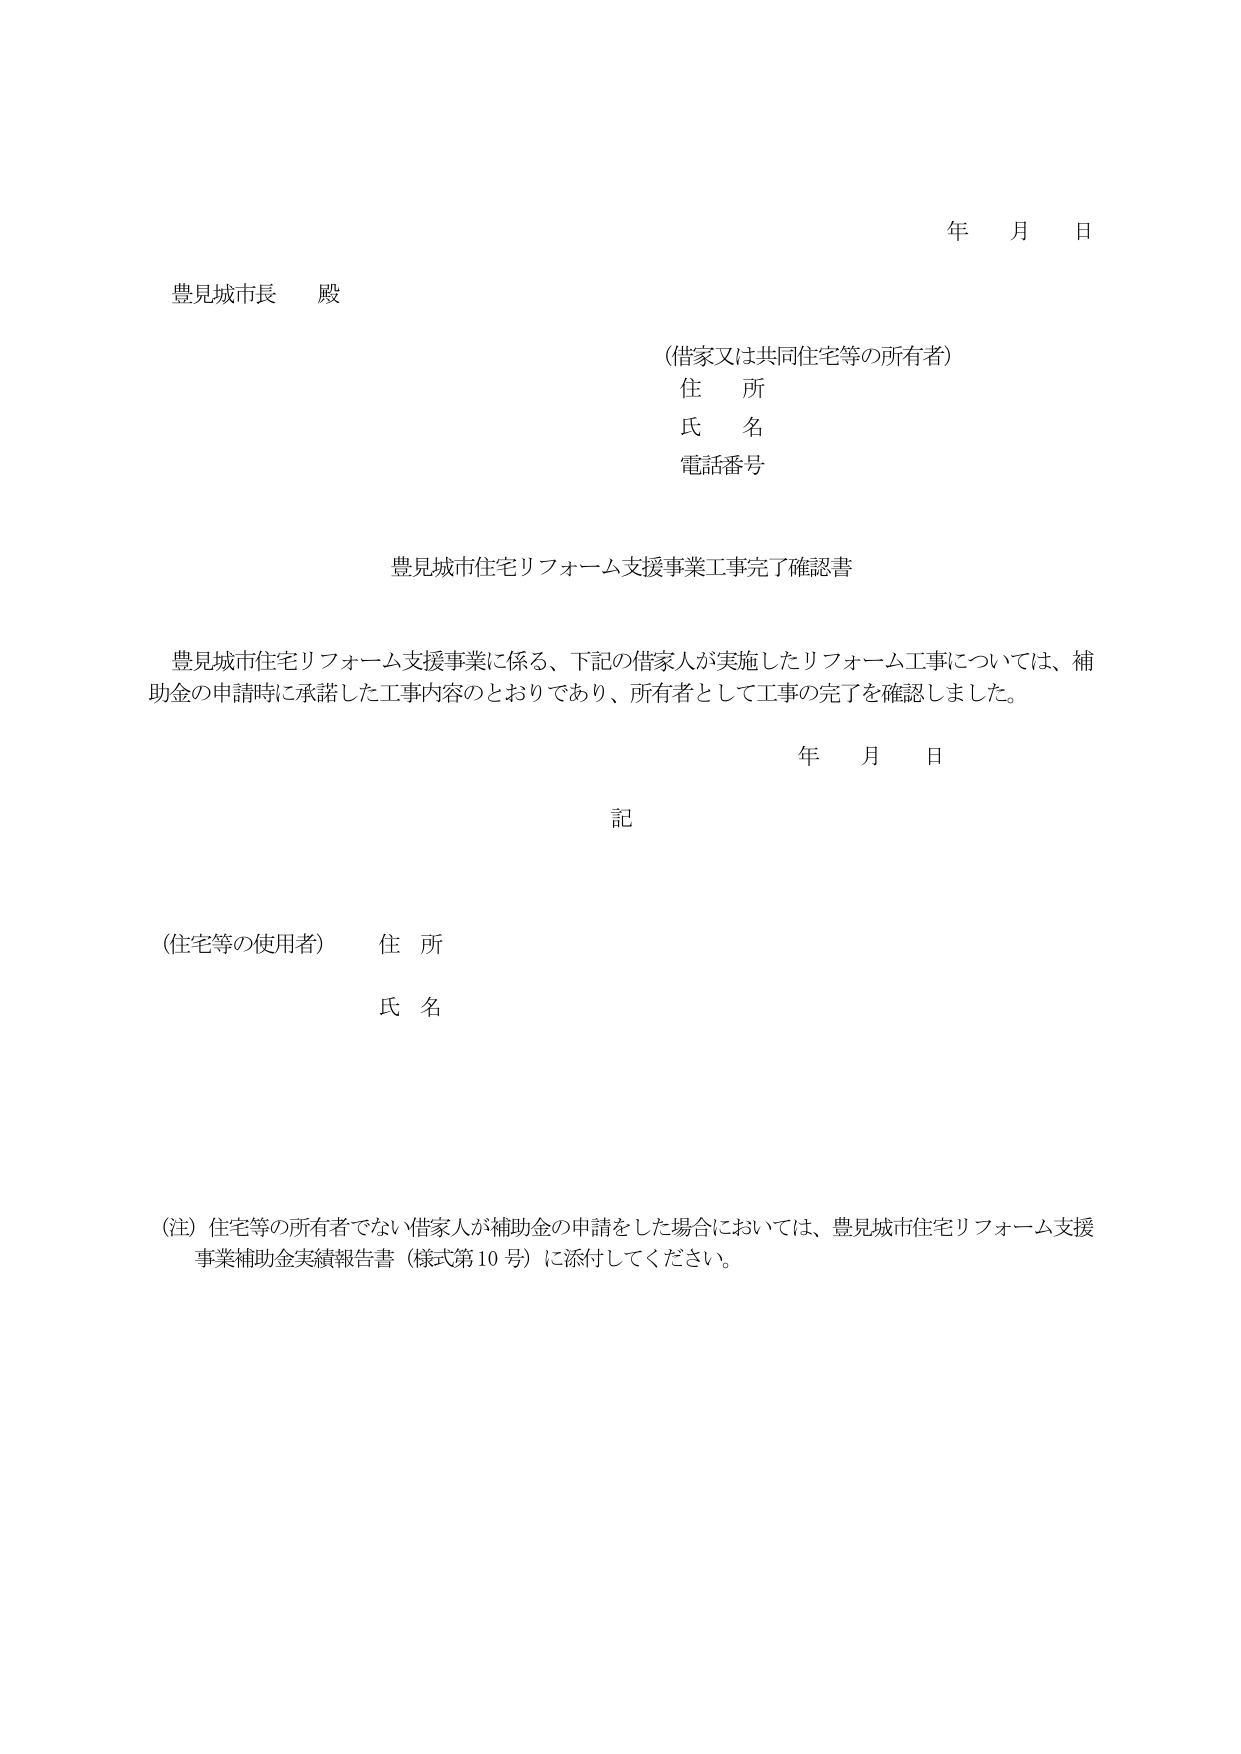 年　　月　　日
豊見城市長　　殿
（借家又は共同住宅等の所有者）
住　　所
氏　　名
電話番号
豊見城市住宅リフォーム支援事業工事完了確認書
豊見城市住宅リフォーム支援事業に係る、下記の借家人が実施したリフォーム工事については、補
助金の申請時に承諾した工事内容のとおりであり、所有者として工事の完了を確認しました。
年　　月　　日
記
（住宅等の使用者）　　住　所
氏　名
（注）住宅等の所有者でない借家人が補助金の申請をした場合においては、豊見城市住宅リフォーム支援
事業補助金実績報告書（様式第 10 号）に添付してください。